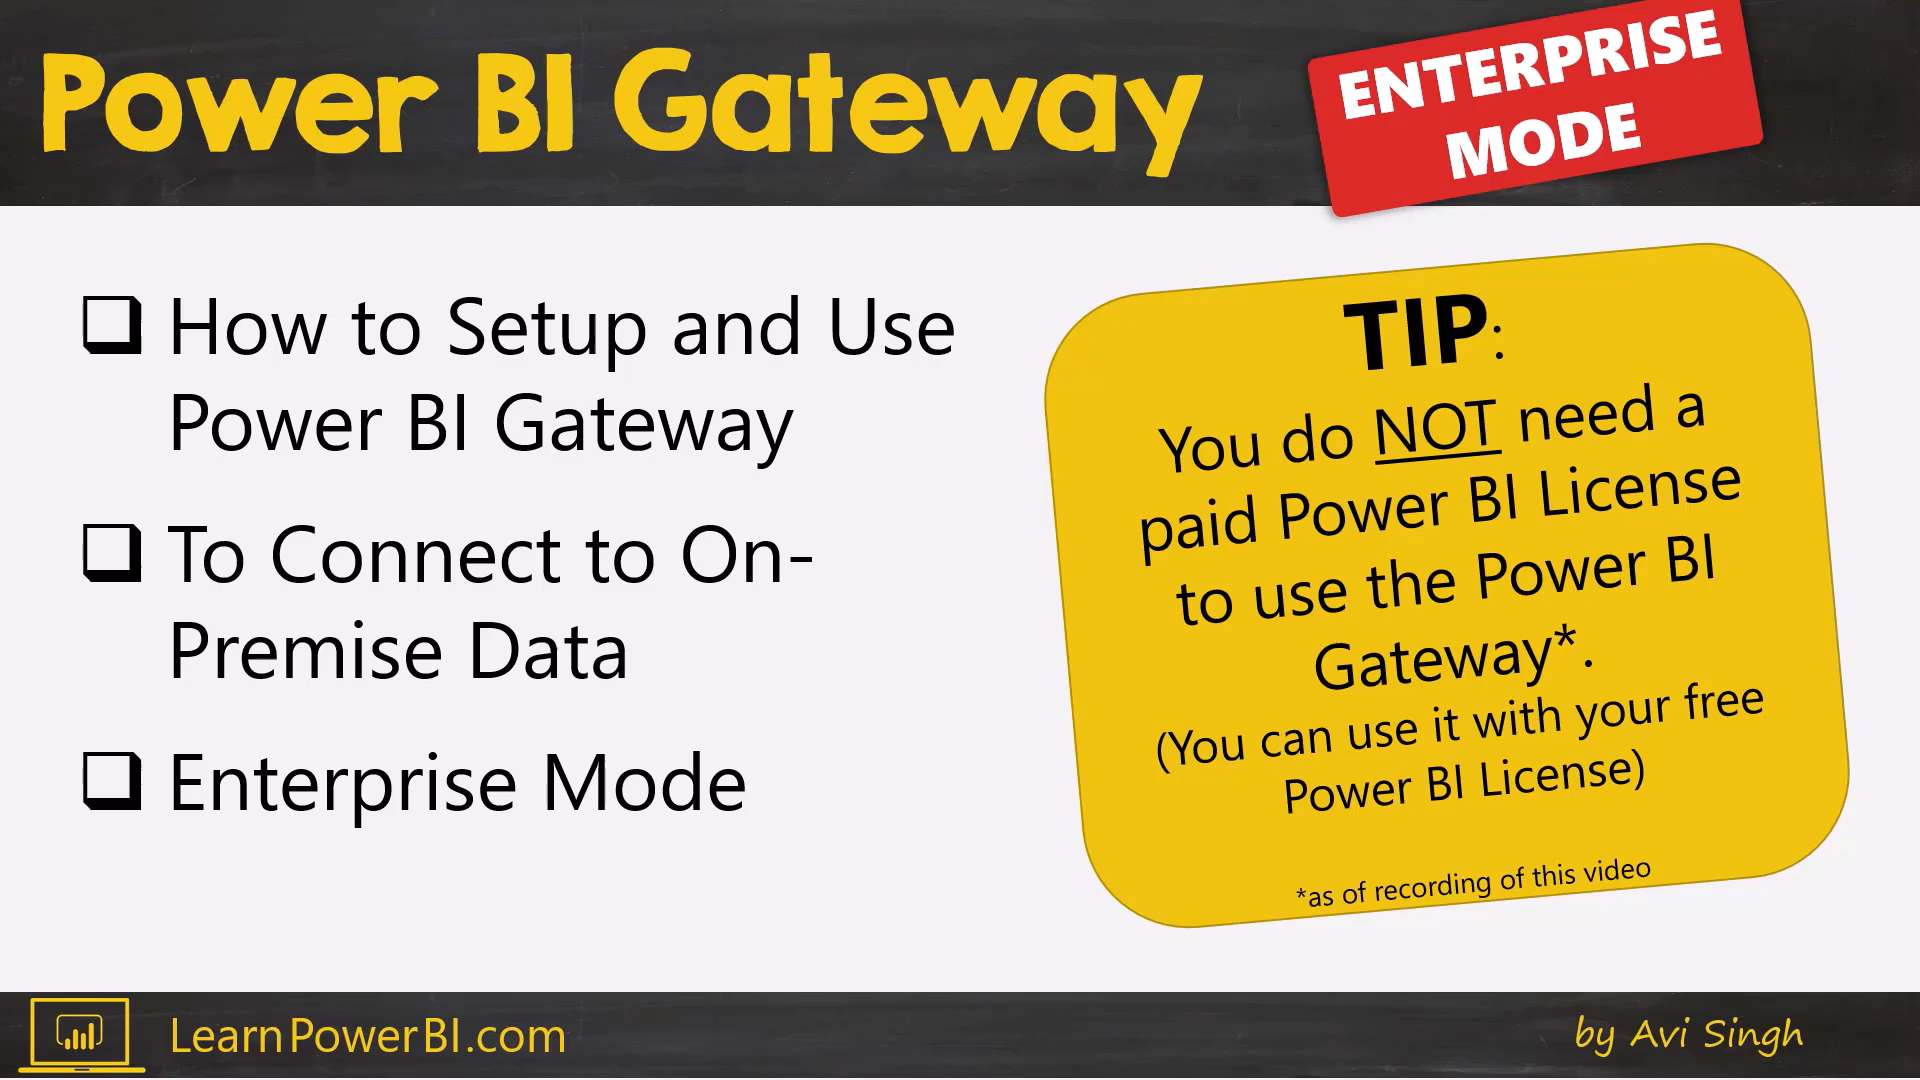 Power BI Gateway
ENTERPRISE
MODE
How to Setup and Use
Power BI Gateway
To Connect to On-
Premise Data
Enterprise Mode
TIP:
You do NOT need a
paid Power BI License
to use the Power BI
Gateway*.
(You can use it with your free
Power BI License)
*as of recording of this video
LearnPowerBI.com
by Avi Singh